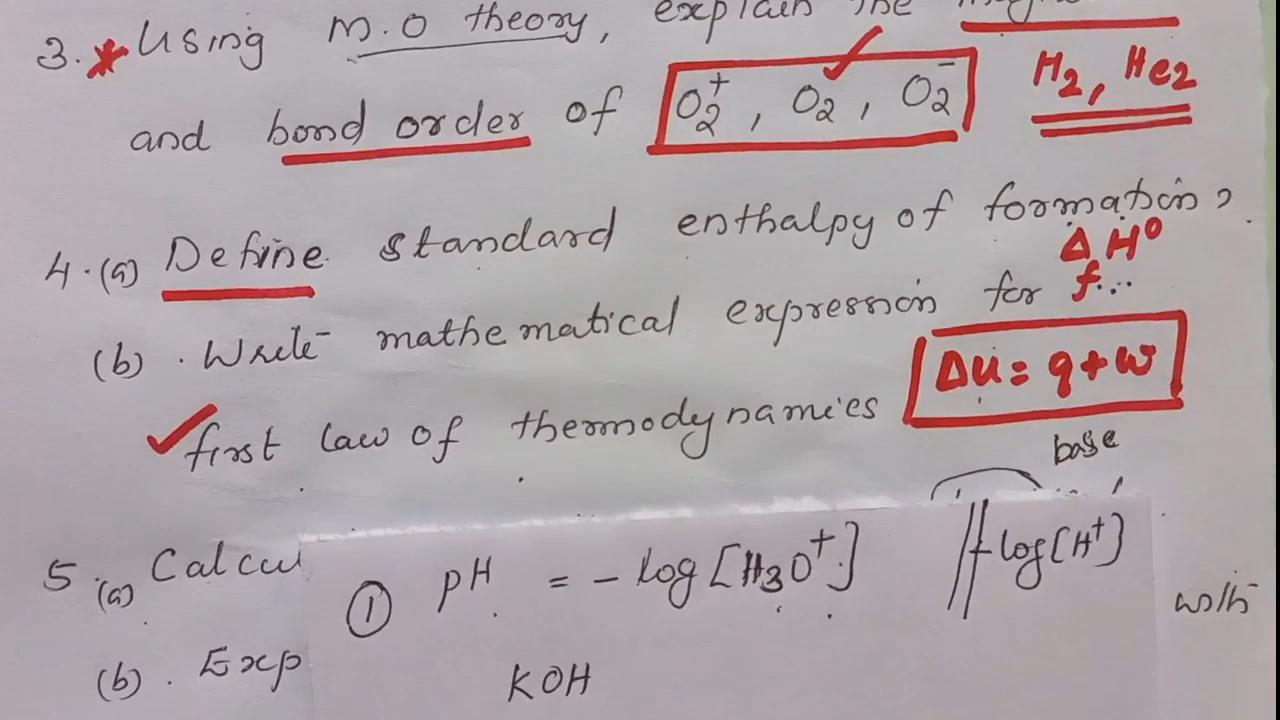 3. * Using M.O theory, explain the
and bond order of O₂⁺, O₂, O₂⁻ H₂, He₂
4. (a) Define standard enthalpy of formation?
ΔfH⁰...
(b). Write mathematical expression for
first law of thermodynamics ΔU = q + w
base
5. (a) Calcul
① pH = - log [H₃O⁺] // - log [H⁺]
with
(b). Exp
KOH